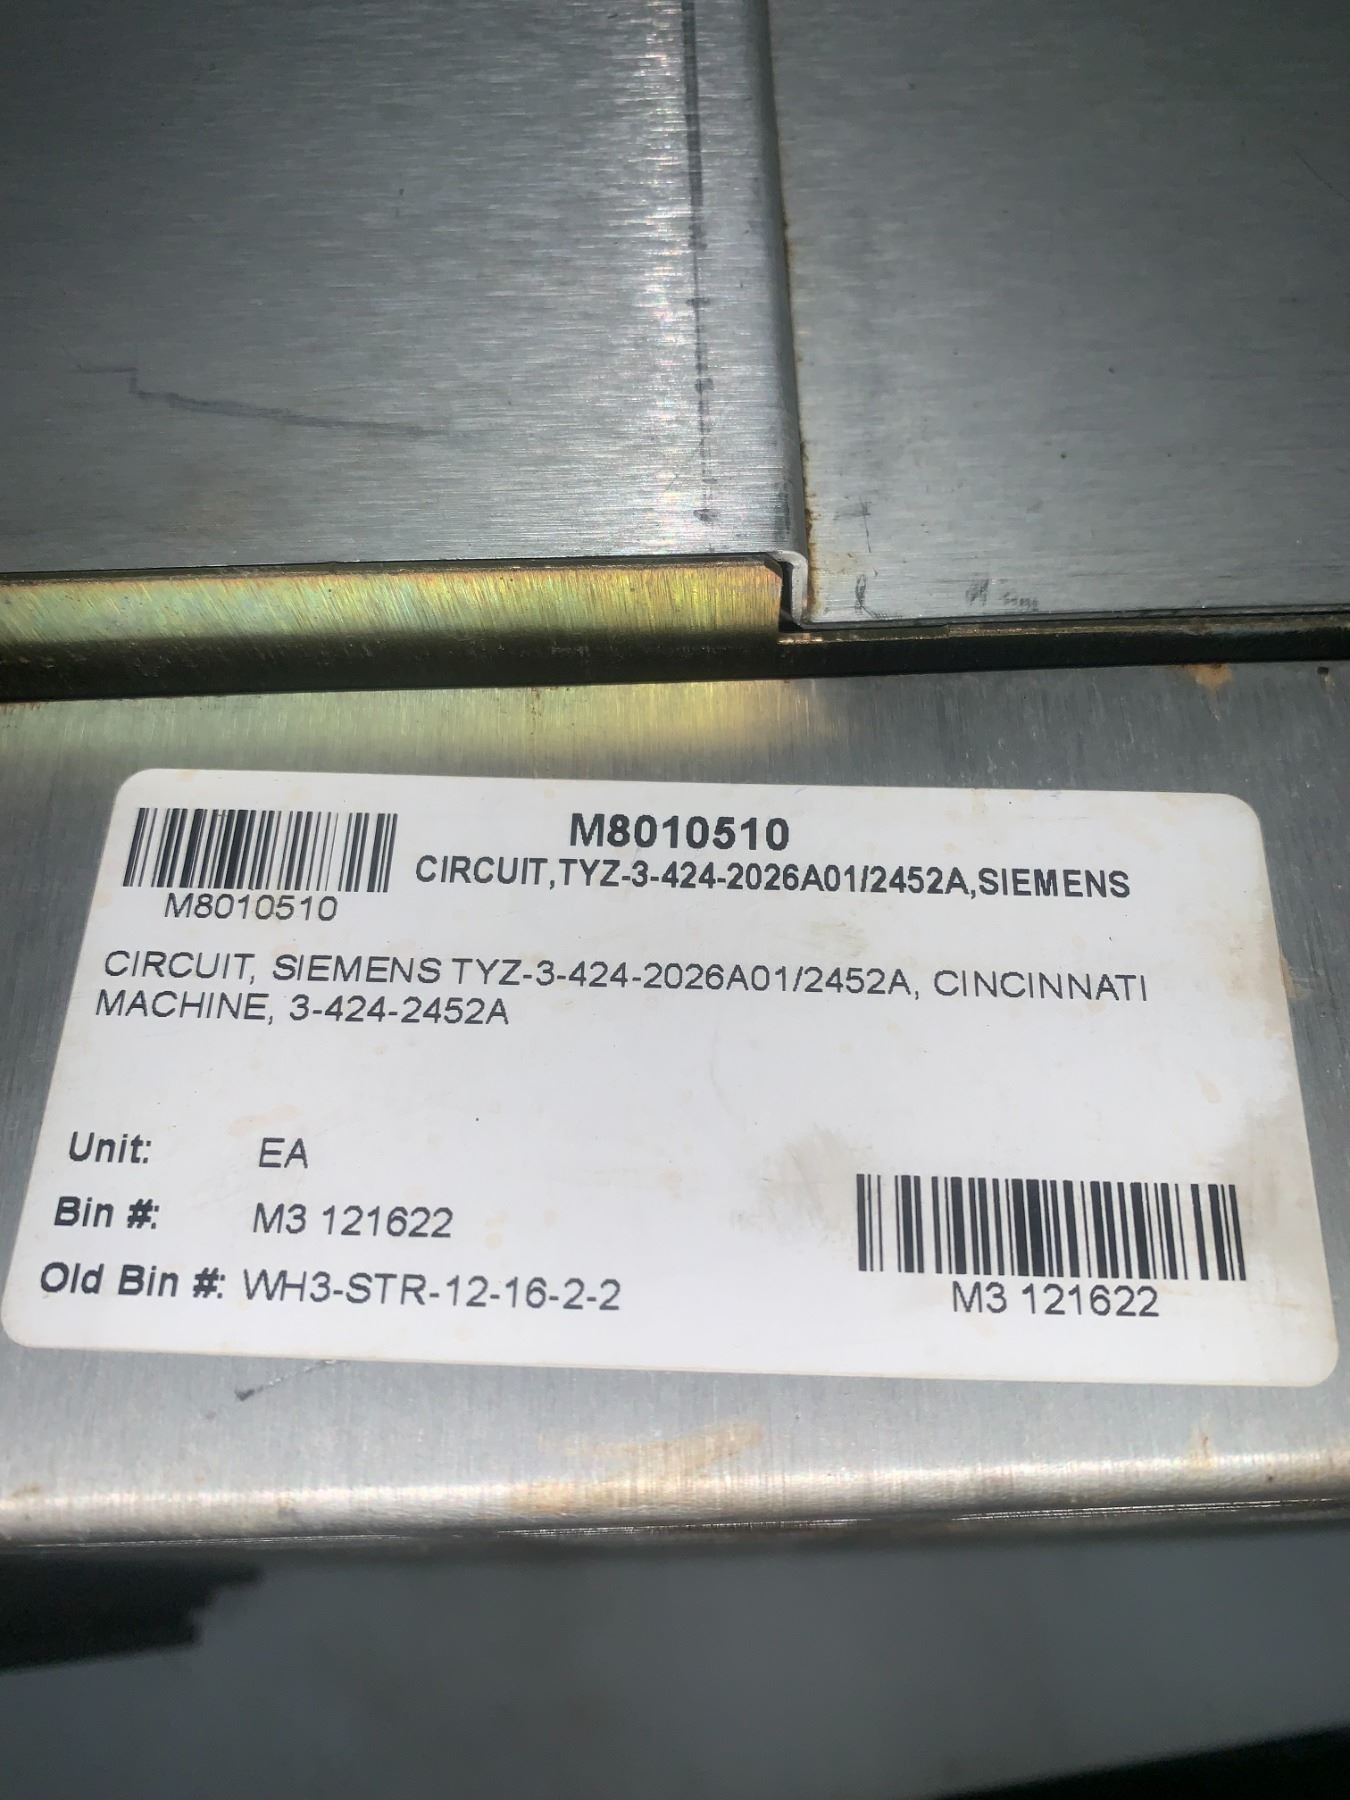 M8010510
CIRCUIT,TYZ-3-424-2026A01/2452A,SIEMENS
M8010510
CIRCUIT, SIEMENS TYZ-3-424-2026A01/2452A, CINCINNATI
MACHINE, 3-424-2452A
Unit: EA
Bin #: M3 121622
Old Bin #: WH3-STR-12-16-2-2
M3 121622